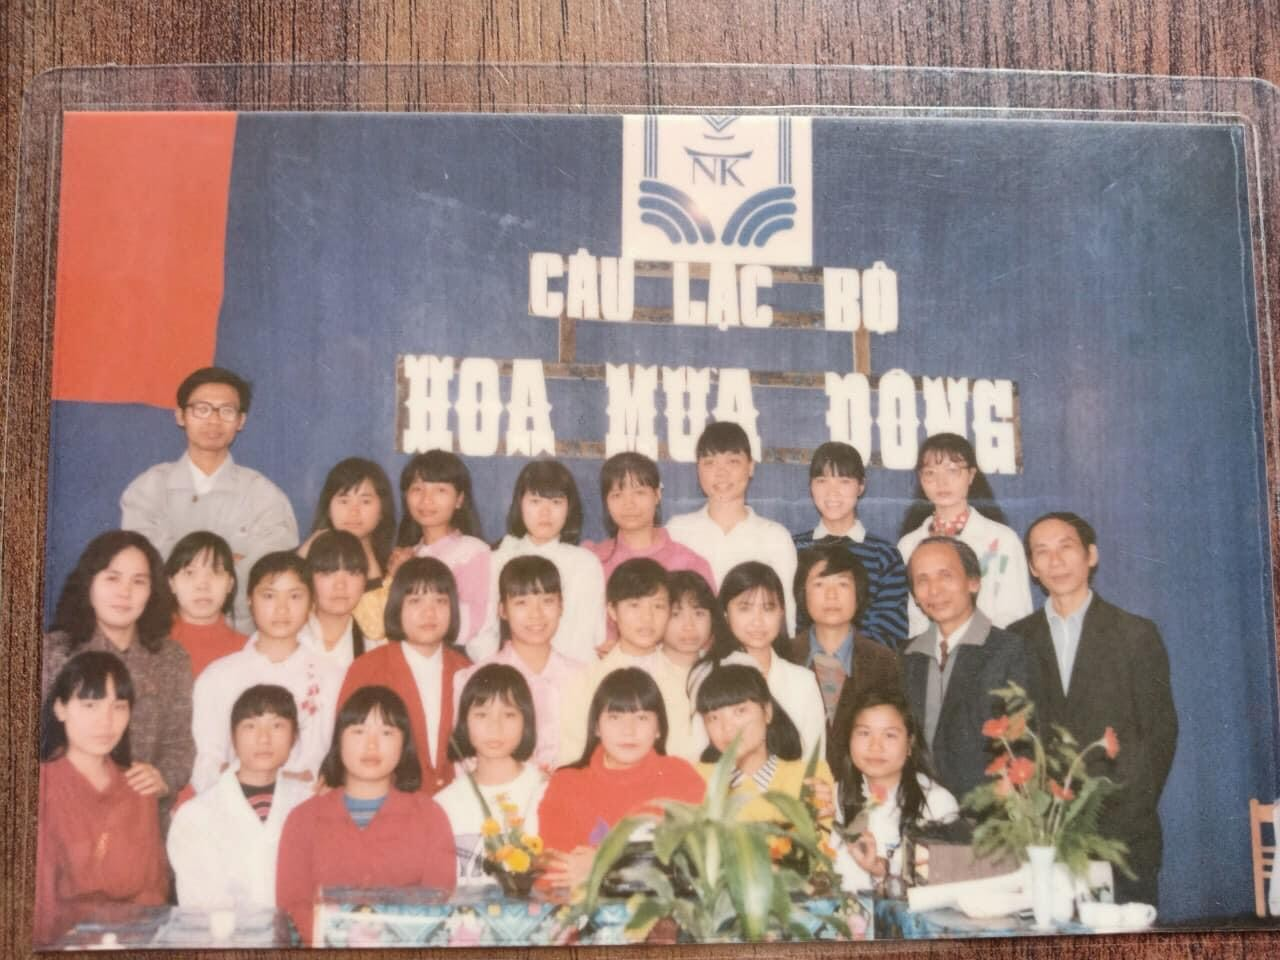 NK
CÂU LẠC BỘ
HOA MÙA ĐÔNG